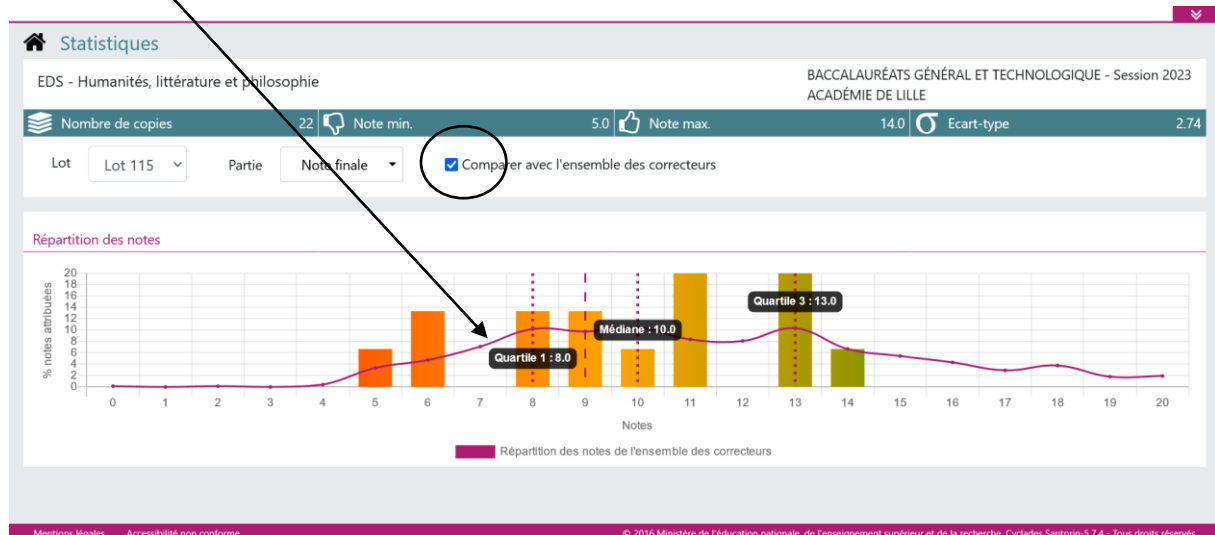 Statistiques
EDS - Humanités, littérature et philosophie
BACCALAURÉATS GÉNÉRAL ET TECHNOLOGIQUE - Session 2023
ACADÉMIE DE LILLE
Nombre de copies 22 Note min. 5.0 Note max. 14.0 Ecart-type 2.74
Lot Lot 115 Partie Note finale Comparer avec l'ensemble des correcteurs
Répartition des notes
% notes attribuées
20
18
16
14
12
10
8
6
4
2
0
Quartile 3 : 13.0
Médiane : 10.0
Quartile 1 : 8.0
0 1 2 3 4 5 6 7 8 9 10 11 12 13 14 15 16 17 18 19 20
Notes
Répartition des notes de l'ensemble des correcteurs
Mentions légales Accessibilité non conforme © 2016 Ministère de l'éducation nationale, de l'enseignement supérieur et de la recherche. Cyclades Santorin-5.7.4 - Tous droits réservés